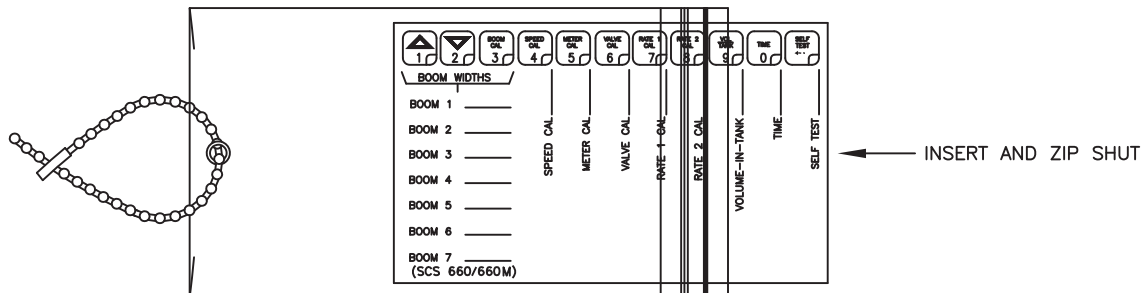 BOOM CAL SPEED CAL METER CAL VALVE CAL RATE 1 CAL RATE 2 CAL VOL TANK TIME SELF TEST
1 2 3 4 5 6 7 8 9 0
BOOM WIDTHS
BOOM 1
BOOM 2
BOOM 3
BOOM 4
BOOM 5
BOOM 6
BOOM 7
(SCS 660/660M)
SPEED CAL
METER CAL
VALVE CAL
RATE 1 CAL
RATE 2 CAL
VOLUME-IN-TANK
TIME
SELF TEST
INSERT AND ZIP SHUT